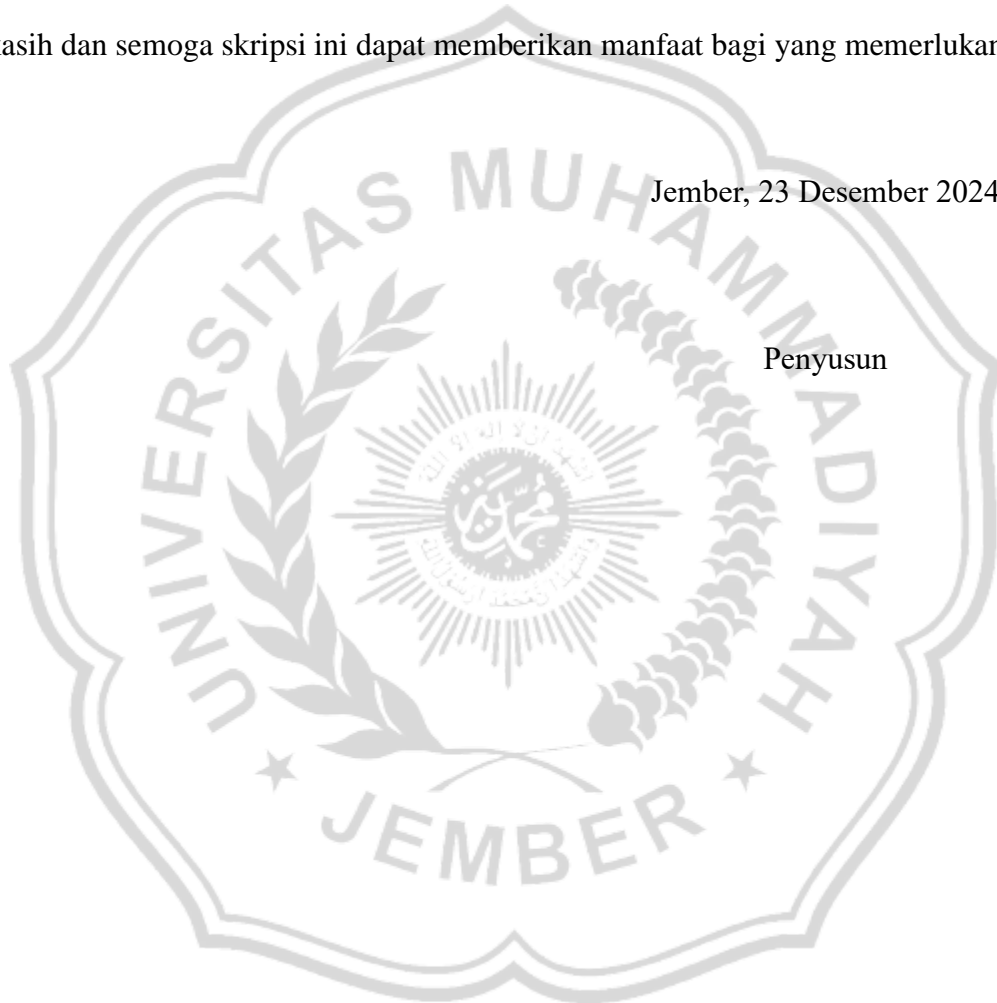 kasih dan semoga skripsi ini dapat memberikan manfaat bagi yang memerlukan
Jember, 23 Desember 2024
Penyusun
UNIVERSITAS MUHAMMADIYAH
JEMBER